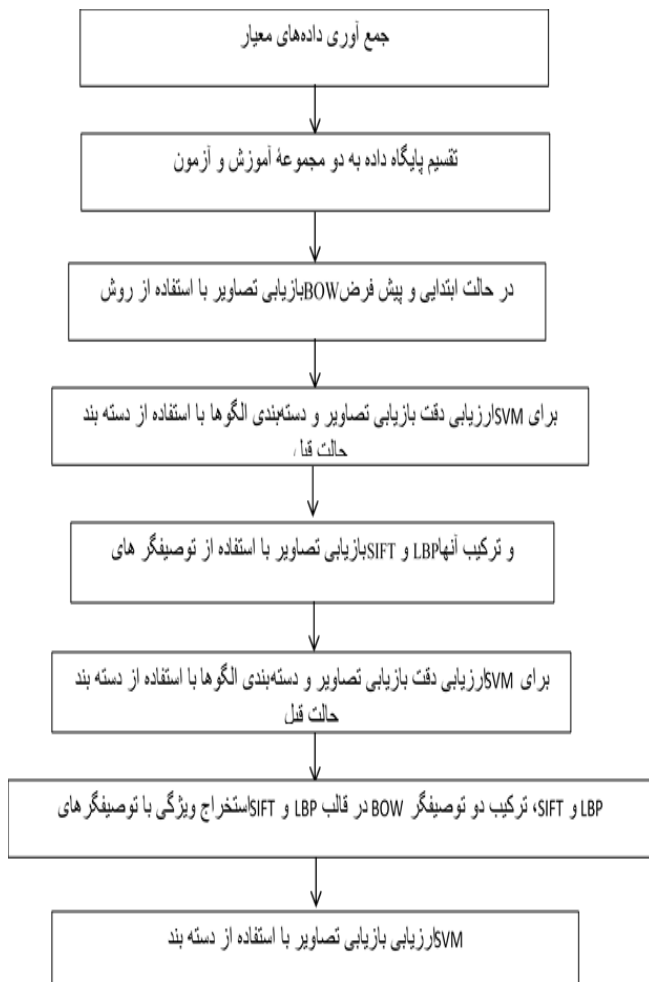 جمع آوری داده‌های معیار
تقسیم پایگاه داده به دو مجموعۀ آموزش و آزمون
در حالت ابتدایی و پیش فرضBOWبازیابی تصاویر با استفاده از روش
برای SVMارزیابی دقت بازیابی تصاویر و دسته‌بندی الگوها با استفاده از دسته بند
حالت قبل
و ترکیب آنهاLBP و SIFTبازیابی تصاویر با استفاده از توصیفگر های
برای SVMارزیابی دقت بازیابی تصاویر و دسته‌بندی الگوها با استفاده از دسته بند
حالت قبل
LBP و SIFT، ترکیب دو توصیفگر BOW در قالب LBP و SIFTاستخراج ویژگی با توصیفگرهای
SVMارزیابی بازیابی تصاویر با استفاده از دسته بند